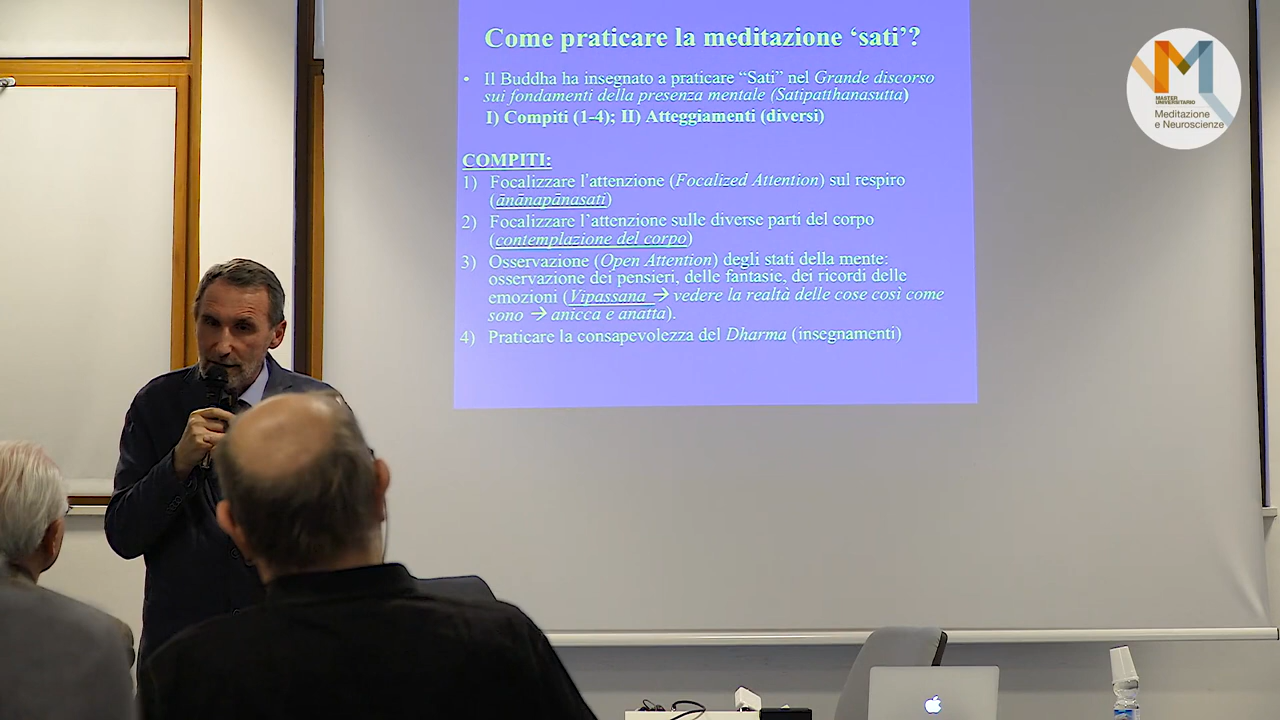 Come praticare la meditazione ‘sati’?
• Il Buddha ha insegnato a praticare “Sati” nel Grande discorso
sui fondamenti della presenza mentale (Satipatthanasutta)
I) Compiti (1-4); II) Atteggiamenti (diversi)
COMPITI:
1) Focalizzare l’attenzione (Focalized Attention) sul respiro
(ānānapānasati)
2) Focalizzare l’attenzione sulle diverse parti del corpo
(contemplazione del corpo)
3) Osservazione (Open Attention) degli stati della mente:
osservazione dei pensieri, delle fantasie, dei ricordi delle
emozioni (Vipassana → vedere la realtà delle cose così come
sono → anicca e anatta).
4) Praticare la consapevolezza del Dharma (insegnamenti)
M
MASTER
UNIVERSITARIO
Meditazione
e Neuroscienze